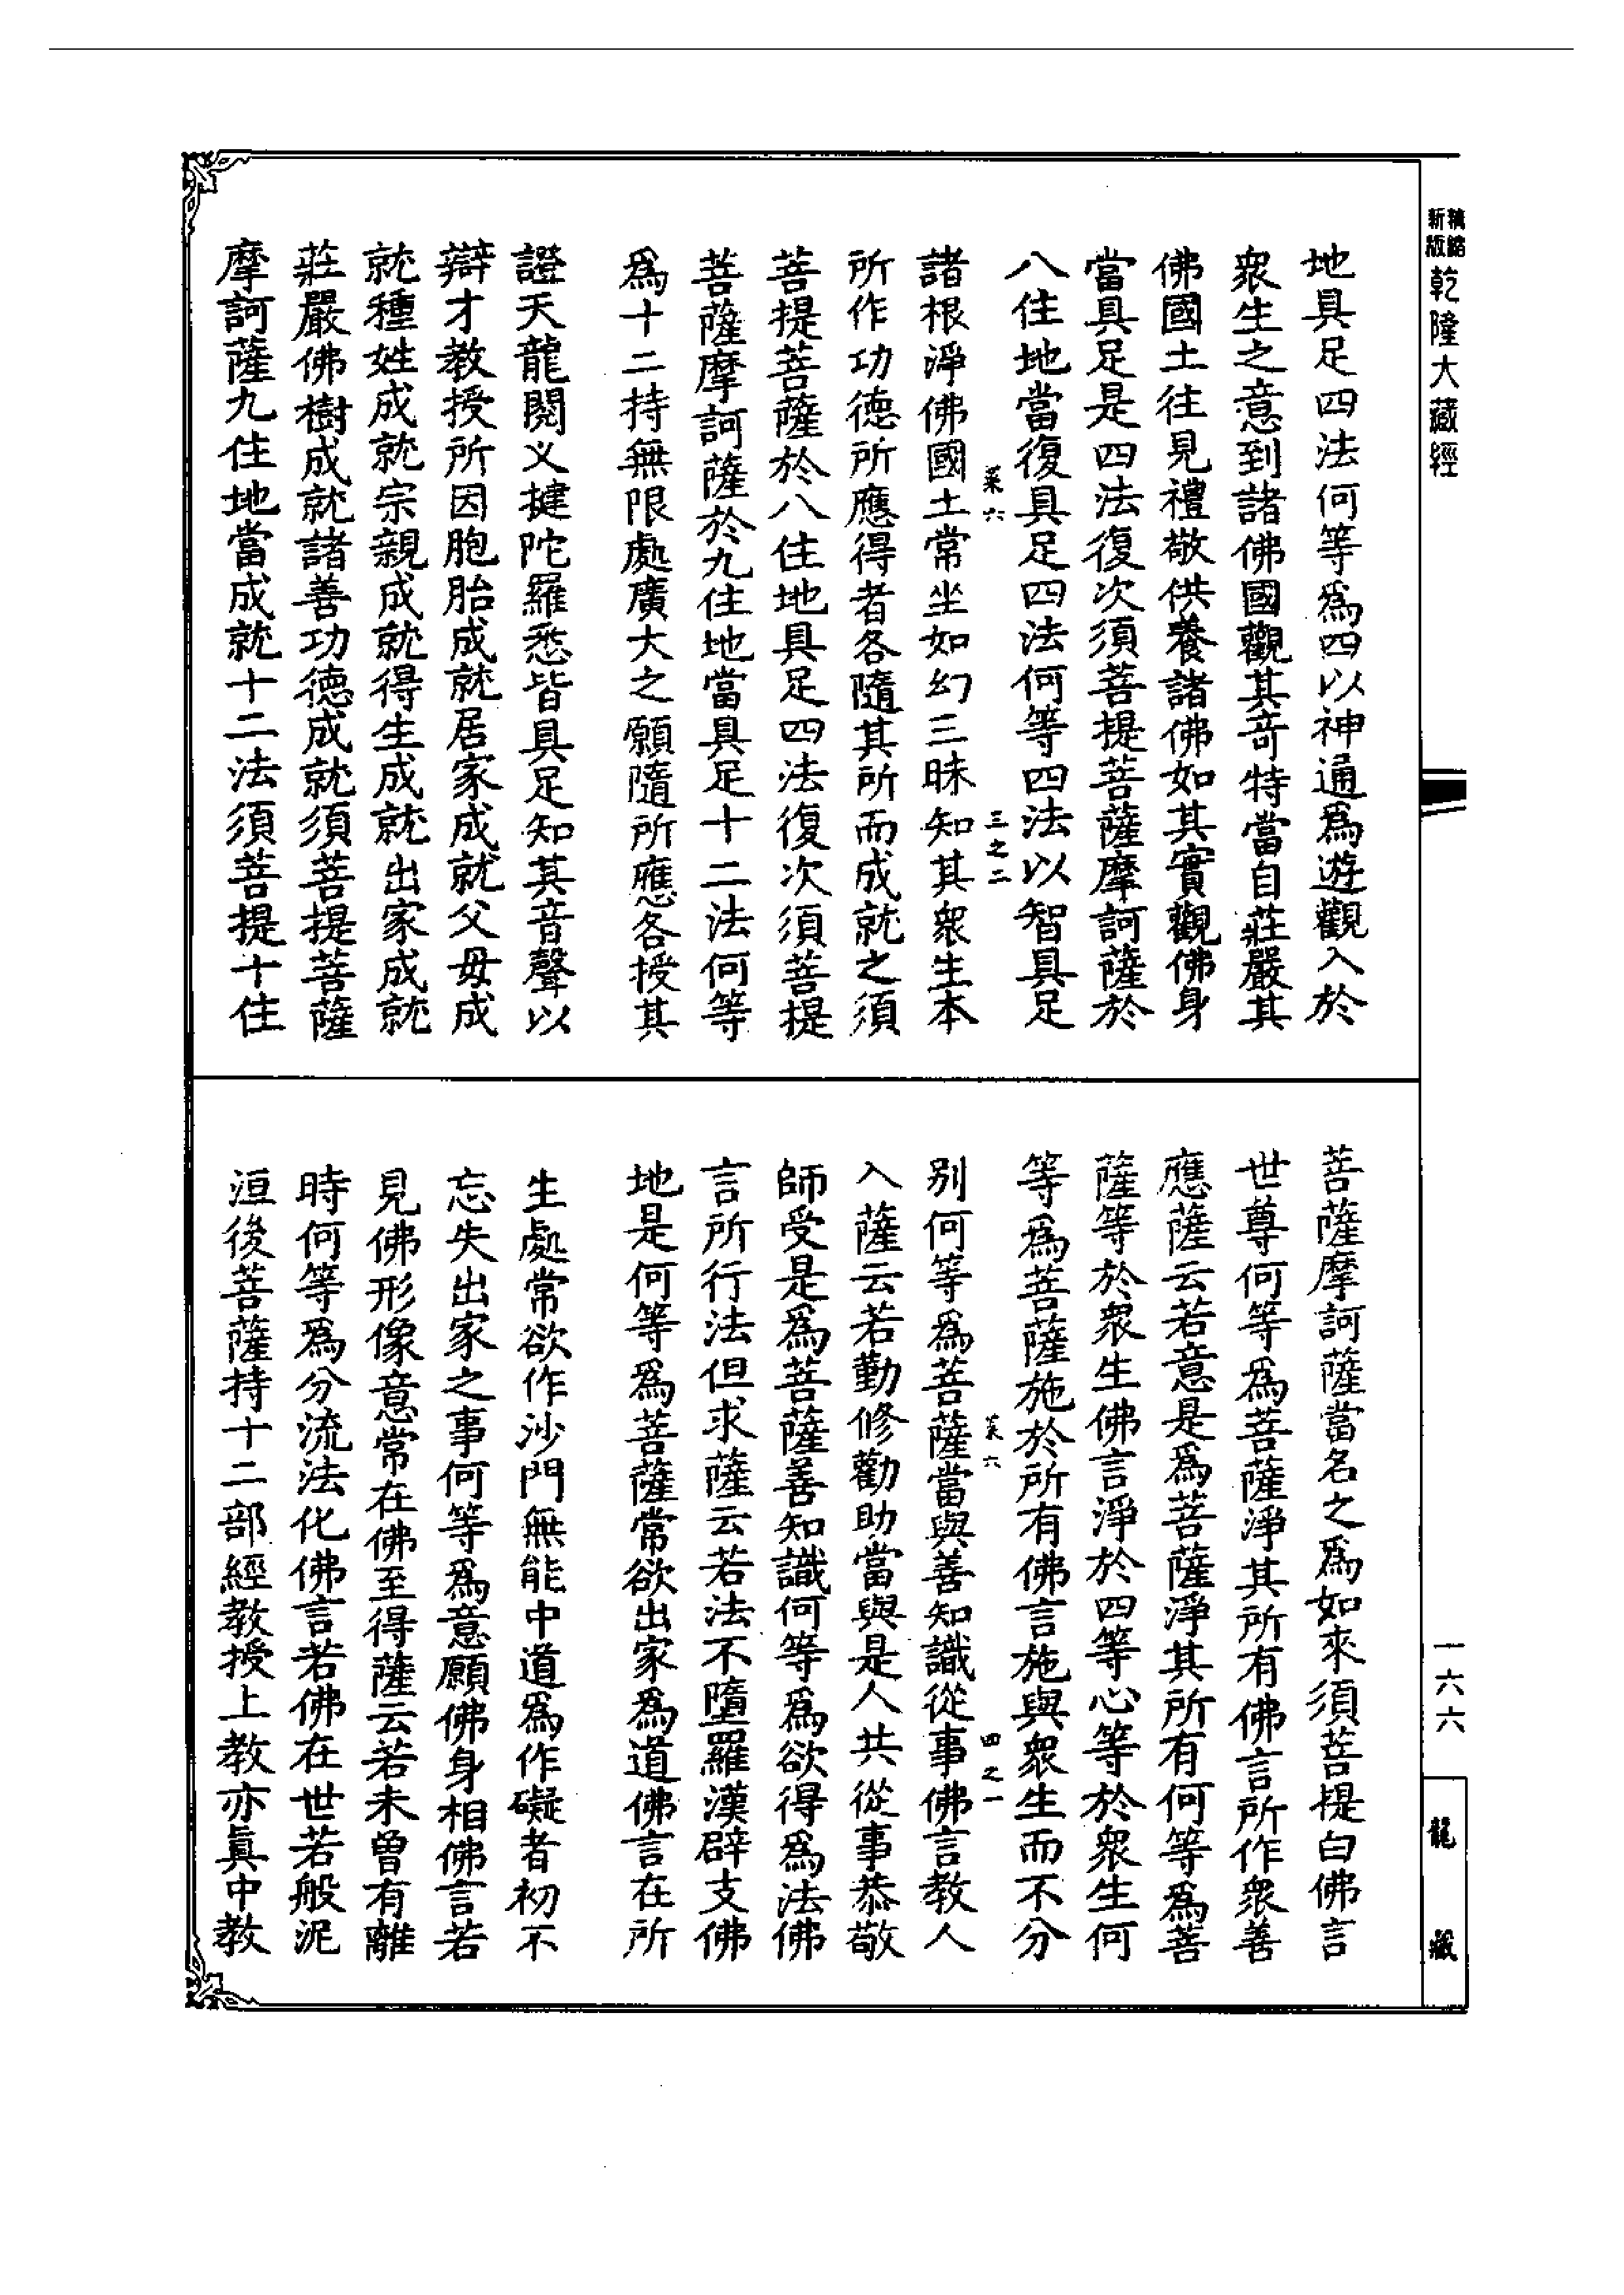 新版精縮
乾隆大藏經
一六六
龍藏
地具足四法何等爲四以神通爲遊觀入於
衆生之意到諸佛國觀其竒特當自莊嚴其
佛國土往見禮敬供養諸佛如其實觀佛身
當具足是四法復次須菩提菩薩摩訶薩於
八住地當復具足四法何等四法以智具足
菜六
三之二
諸根淨佛國土常坐如幻三昧知其衆生本
所作功德所應得者各隨其所而成就之須
菩提菩薩於八住地具足四法復次須菩提
菩薩摩訶薩於九住地當具足十二法何等
爲十二持無限處廣大之願隨所應各授其
證天龍閱义揵陀羅悉皆具足知其音聲以
辯才教授所因胞胎成就居家成就父毋成
就種姓成就宗親成就得生成就出家成就
莊嚴佛樹成就諸善功德成就須菩提菩薩
摩訶薩九住地當成就十二法須菩提十住
菩薩摩訶薩當名之爲如來須菩提白佛言
世尊何等爲菩薩淨其所有佛言所作衆善
應薩云若意是爲菩薩淨其所有何等爲菩
薩等於衆生佛言淨於四等心等於衆生何
等爲菩薩施於所有佛言施與衆生而不分
菜六
四之一
别何等爲菩薩當與善知識從事佛言教人
入薩云若勤修勸助當與是人共從事恭敬
師受是爲菩薩善知識何等爲欲得爲法佛
言所行法但求薩云若法不墮羅漢辟支佛
地是何等爲菩薩常欲出家爲道佛言在所
生處常欲作沙門無能中道爲作礙者初不
忘失出家之事何等爲意願佛身相佛言若
見佛形像意常在佛至得薩云若未曾有離
時何等爲分流法化佛言若佛在世若般泥
洹後菩薩持十二部經教授上教亦眞中教